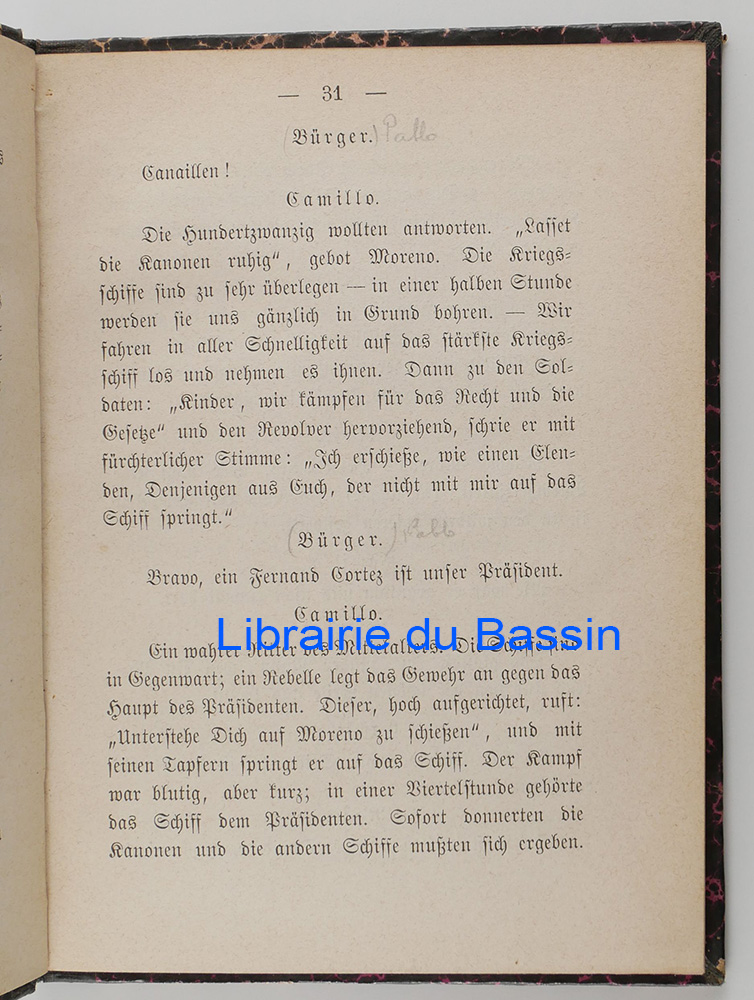 — 31 —
(Bürger.) Pablo
Canaillen!
Camillo.
Die Hundertzwanzig wollten antworten. „Lasset
die Kanonen ruhig“, gebot Moreno. Die Kriegs=
schiffe sind zu sehr überlegen — in einer halben Stunde
werden sie uns gänzlich in Grund bohren. — Wir
fahren in aller Schnelligkeit auf das stärkste Kriegs=
schiff los und nehmen es ihnen. Dann zu den Sol=
daten: „Kinder, wir kämpfen für das Recht und die
Gesetze“ und den Revolver hervorziehend, schrie er mit
fürchterlicher Stimme: „Ich erschieße, wie einen Elen=
den, Denjenigen aus Euch, der nicht mit mir auf das
Schiff springt.“
(Bürger.) Pablo
Bravo, ein Fernand Cortez ist unser Präsident.
Camillo.
Librairie du Bassin
Ein wahrer Ritter des Mittelalters. Die Schiffe sind
in Gegenwart; ein Rebelle legt das Gewehr an gegen das
Haupt des Präsidenten. Dieser, hoch aufgerichtet, ruft:
„Unterstehe Dich auf Moreno zu schießen“, und mit
seinen Tapfern springt er auf das Schiff. Der Kampf
war blutig, aber kurz; in einer Viertelstunde gehörte
das Schiff dem Präsidenten. Sofort donnerten die
Kanonen und die andern Schiffe mußten sich ergeben.